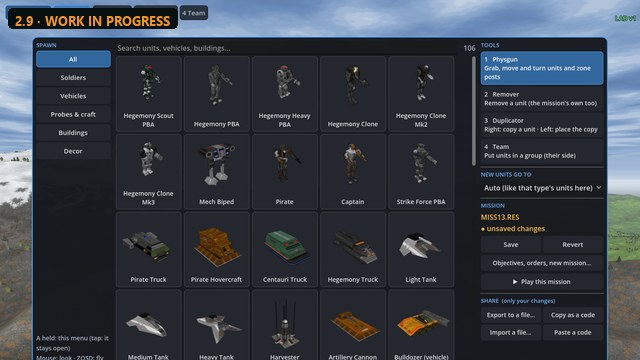 4 Team
2.9 · WORK IN PROGRESS
LAB v1
SPAWN
All
Soldiers
Vehicles
Probes & craft
Buildings
Decor
A held: this menu (tap: it
stays open)
Mouse: look · ZQSD: fly
Search units, vehicles, buildings...
106
Hegemony Scout
PBA
Hegemony PBA
Hegemony Heavy
PBA
Hegemony Clone
Hegemony Clone
Mk2
Hegemony Clone
Mk3
Mech Biped
Pirate
Captain
Strike Force PBA
Pirate Truck
Pirate Hovercraft
Centauri Truck
Hegemony Truck
Light Tank
Medium Tank
Heavy Tank
Harvester
Artillery Cannon
Bulldozer (vehicle)
TOOLS
1 Physgun
Grab, move and turn units and zone
posts
2 Remover
Remove a unit (the mission's own too)
3 Duplicator
Right: copy a unit · Left: place the copy
4 Team
Put units in a group (their side)
NEW UNITS GO TO
Auto (like that type's units here)
MISSION
MISS13.RES
● unsaved changes
Save
Revert
Objectives, orders, new mission...
▶ Play this mission
SHARE (only your changes)
Export to a file...
Copy as a code
Import a file...
Paste a code